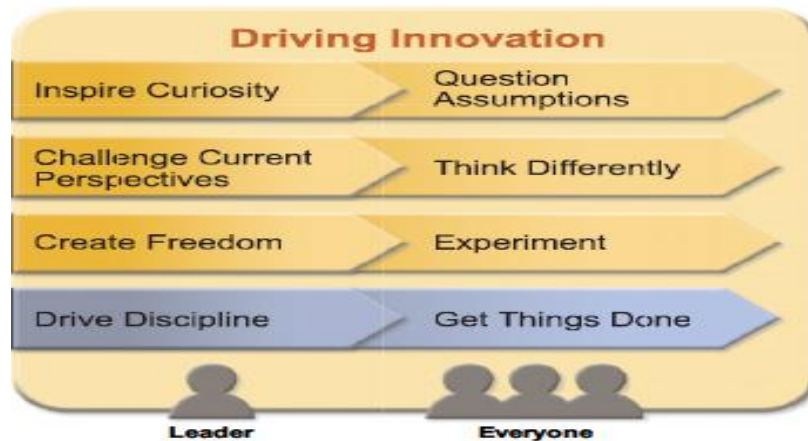 Driving Innovation
Inspire Curiosity
Question
Assumptions
Challenge Current
Perspectives
Think Differently
Create Freedom
Experiment
Drive Discipline
Get Things Done
Leader
Everyone